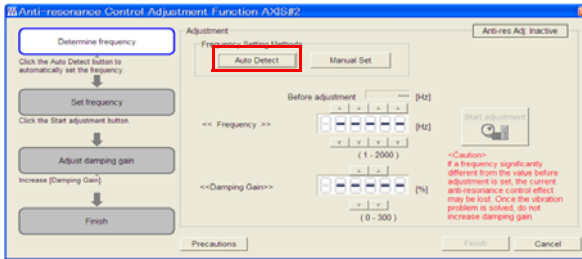 Anti-resonance Control Adjustment Function AXIS#2
Determine frequency
Click the Auto Detect button to
automatically set the frequency.
Set frequency
Click the Start adjustment button.
Adjust damping gain
Increase [Damping Gain].
Finish
Adjustment
Anti-res Adj: Inactive
Frequency Setting Methods
Auto Detect
Manual Set
Before adjustment
[Hz]
<< Frequency >>
[Hz]
(1 - 2000)
Start adjustment
<<Damping Gain>>
[%]
(0 - 300)
<Caution>
If a frequency significantly
different from the value before
adjustment is set, the current
anti-resonance control effect
may be lost. Once the vibration
problem is solved, do not
increase damping gain.
Precautions
Finish
Cancel